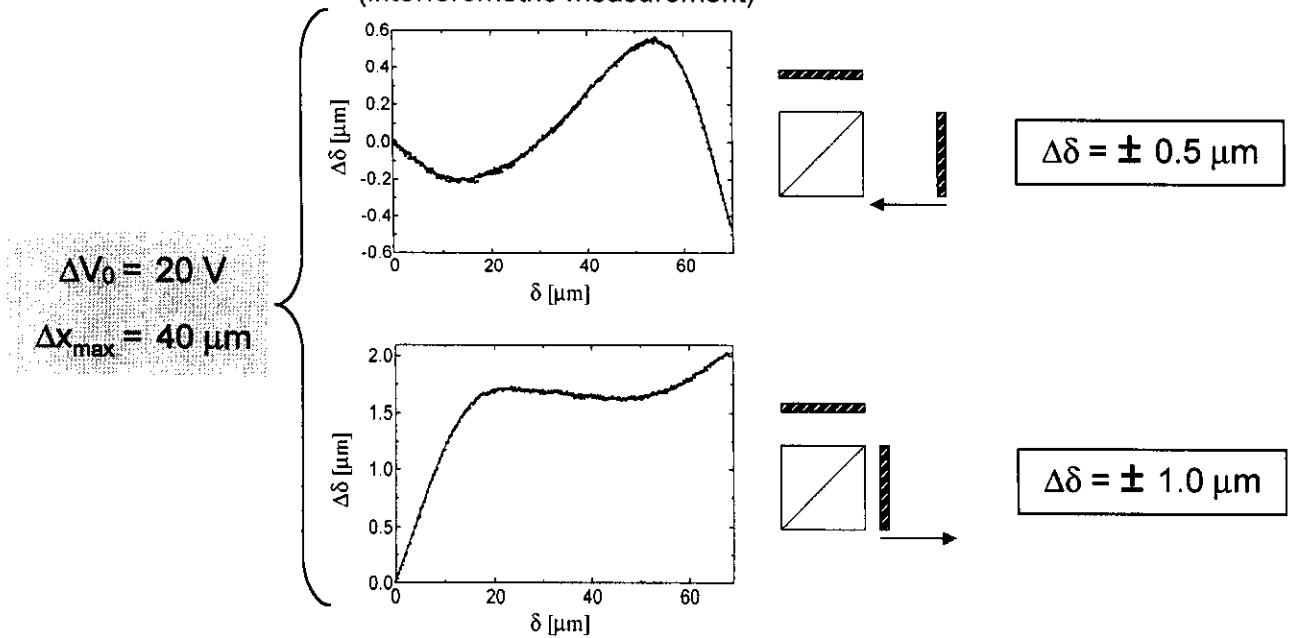 (interferometric measurement)
ΔV₀ = 20 V
Δx_max = 40 μm
0.6
0.4
0.2
0.0
-0.2
-0.4
-0.6
Δδ [μm]
0 20 40 60
δ [μm]
Δδ = ± 0.5 μm
2.0
1.5
1.0
0.5
0.0
Δδ [μm]
0 20 40 60
δ [μm]
Δδ = ± 1.0 μm